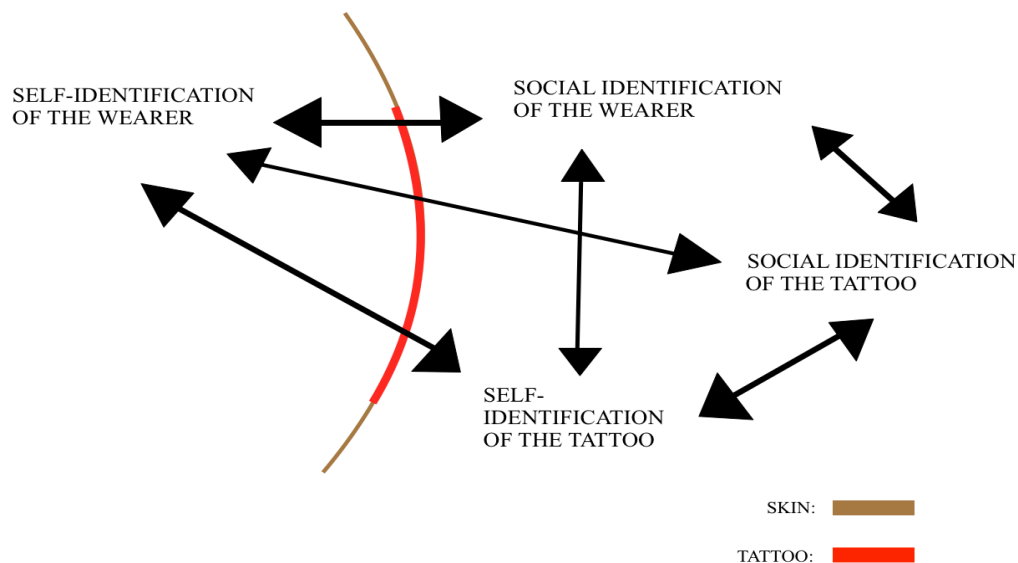 SELF-IDENTIFICATION
OF THE WEARER
SOCIAL IDENTIFICATION
OF THE WEARER
SOCIAL IDENTIFICATION
OF THE TATTOO
SELF-
IDENTIFICATION
OF THE TATTOO
SKIN:
TATTOO: